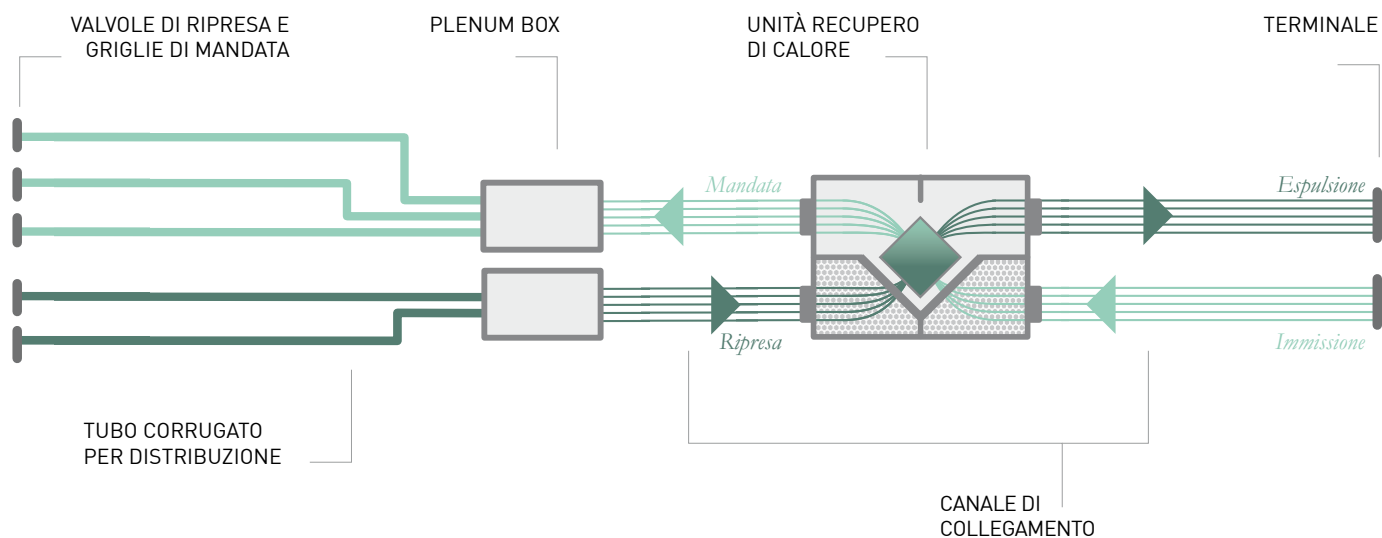 VALVOLE DI RIPRESA E
GRIGLIE DI MANDATA
PLENUM BOX
UNITÀ RECUPERO
DI CALORE
TERMINALE
Mandata
Espulsione
Ripresa
Immissione
TUBO CORRUGATO
PER DISTRIBUZIONE
CANALE DI
COLLEGAMENTO